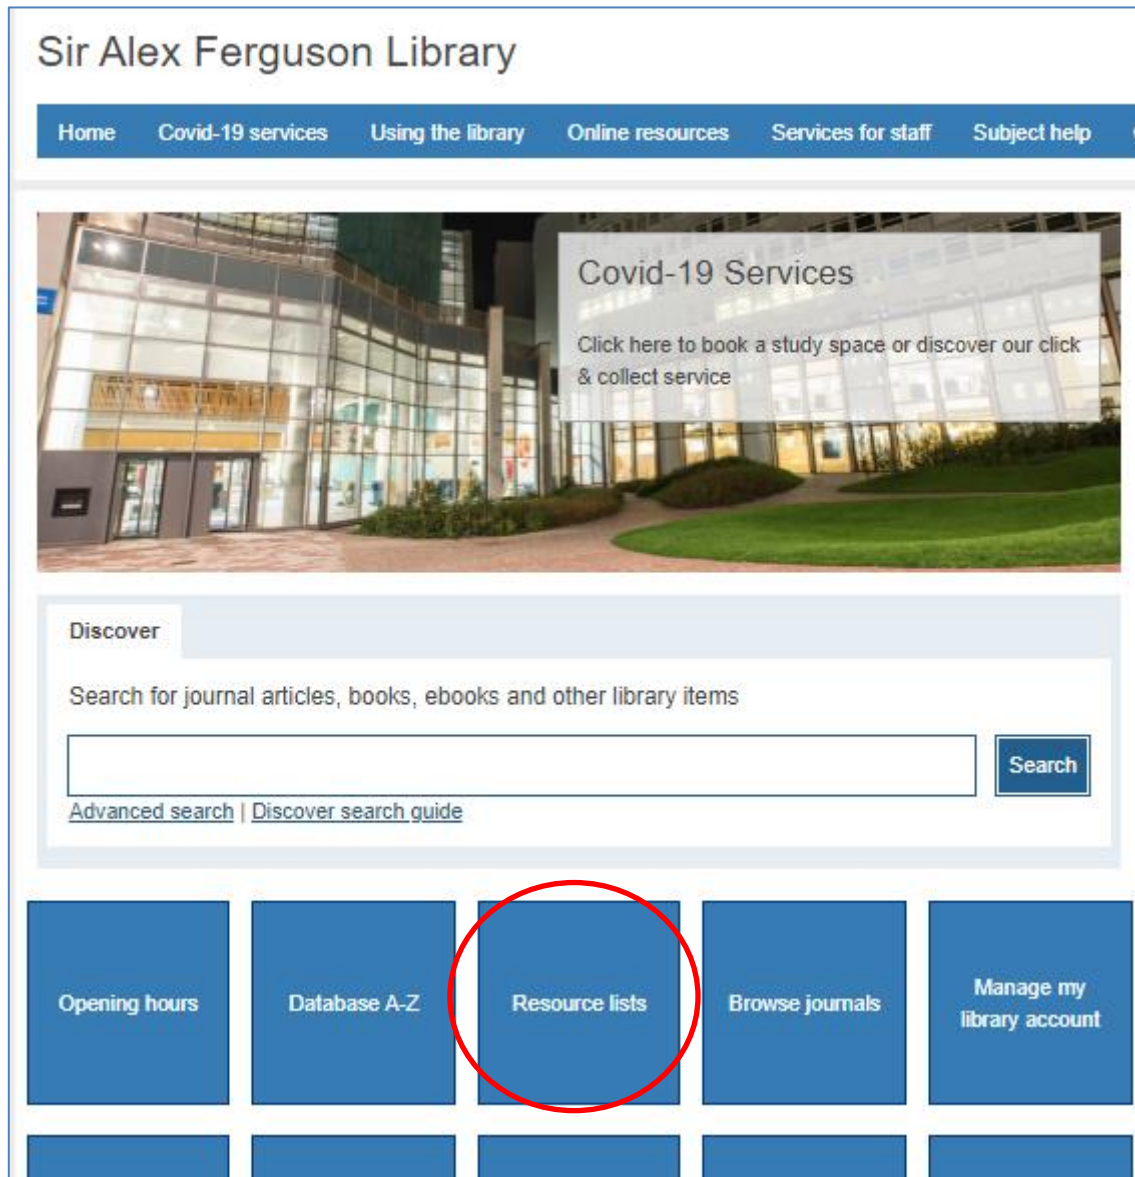 Sir Alex Ferguson Library
Home Covid-19 services Using the library Online resources Services for staff Subject help
Covid-19 Services
Click here to book a study space or discover our click
& collect service
Discover
Search for journal articles, books, ebooks and other library items
Search
Advanced search | Discover search guide
Opening hours Database A-Z Resource lists Browse journals Manage my
library account